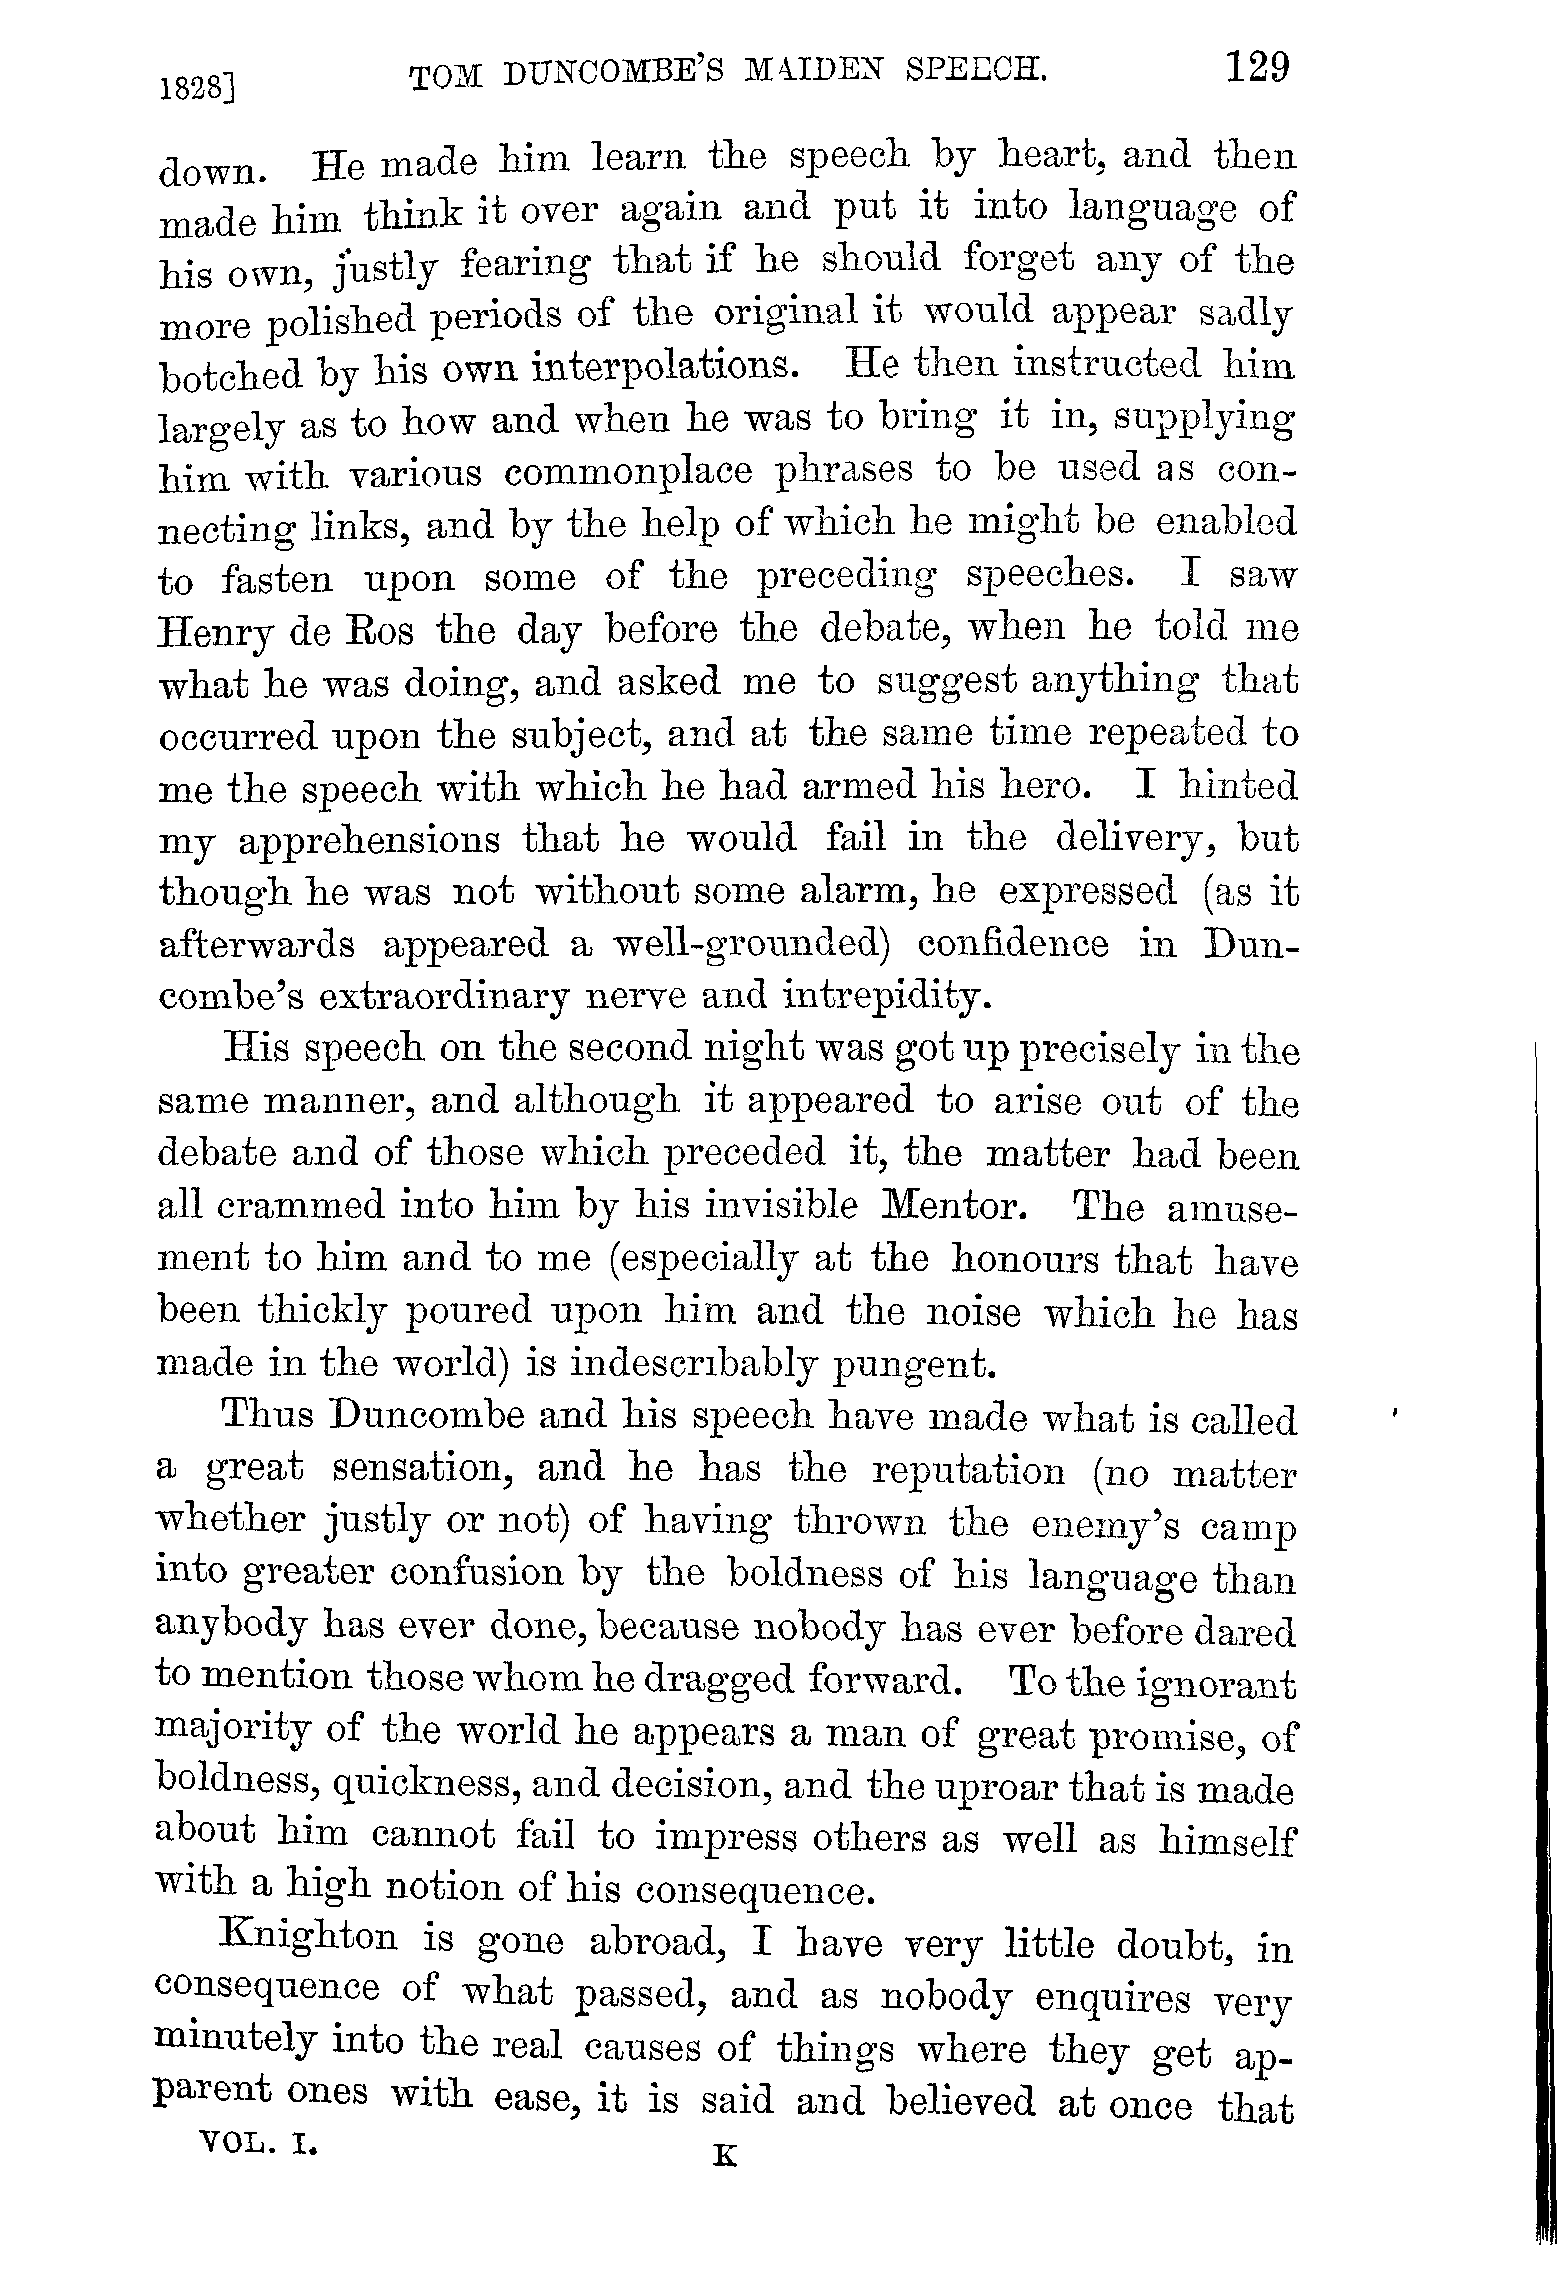 1828] TOM DUNCOMBE'S MAIDEN SPEECH. 129
down. He made him learn the speech by heart, and then
made him think it over again and put it into language of
his own, justly fearing that if he should forget any of the
more polished periods of the original it would appear sadly
botched by his own interpolations. He then instructed him
largely as to how and when he was to bring it in, supplying
him with various commonplace phrases to be used as con-
necting links, and by the help of which he might be enabled
to fasten upon some of the preceding speeches. I saw
Henry de Ros the day before the debate, when he told me
what he was doing, and asked me to suggest anything that
occurred upon the subject, and at the same time repeated to
me the speech with which he had armed his hero. I hinted
my apprehensions that he would fail in the delivery, but
though he was not without some alarm, he expressed (as it
afterwards appeared a well-grounded) confidence in Dun-
combe's extraordinary nerve and intrepidity.
His speech on the second night was got up precisely in the
same manner, and although it appeared to arise out of the
debate and of those which preceded it, the matter had been
all crammed into him by his invisible Mentor. The amuse-
ment to him and to me (especially at the honours that have
been thickly poured upon him and the noise which he has
made in the world) is indescribably pungent.
Thus Duncombe and his speech have made what is called
a great sensation, and he has the reputation (no matter
whether justly or not) of having thrown the enemy's camp
into greater confusion by the boldness of his language than
anybody has ever done, because nobody has ever before dared
to mention those whom he dragged forward. To the ignorant
majority of the world he appears a man of great promise, of
boldness, quickness, and decision, and the uproar that is made
about him cannot fail to impress others as well as himself
with a high notion of his consequence.
Knighton is gone abroad, I have very little doubt, in
consequence of what passed, and as nobody enquires very
minutely into the real causes of things where they get ap-
parent ones with ease, it is said and believed at once that
VOL. I. K